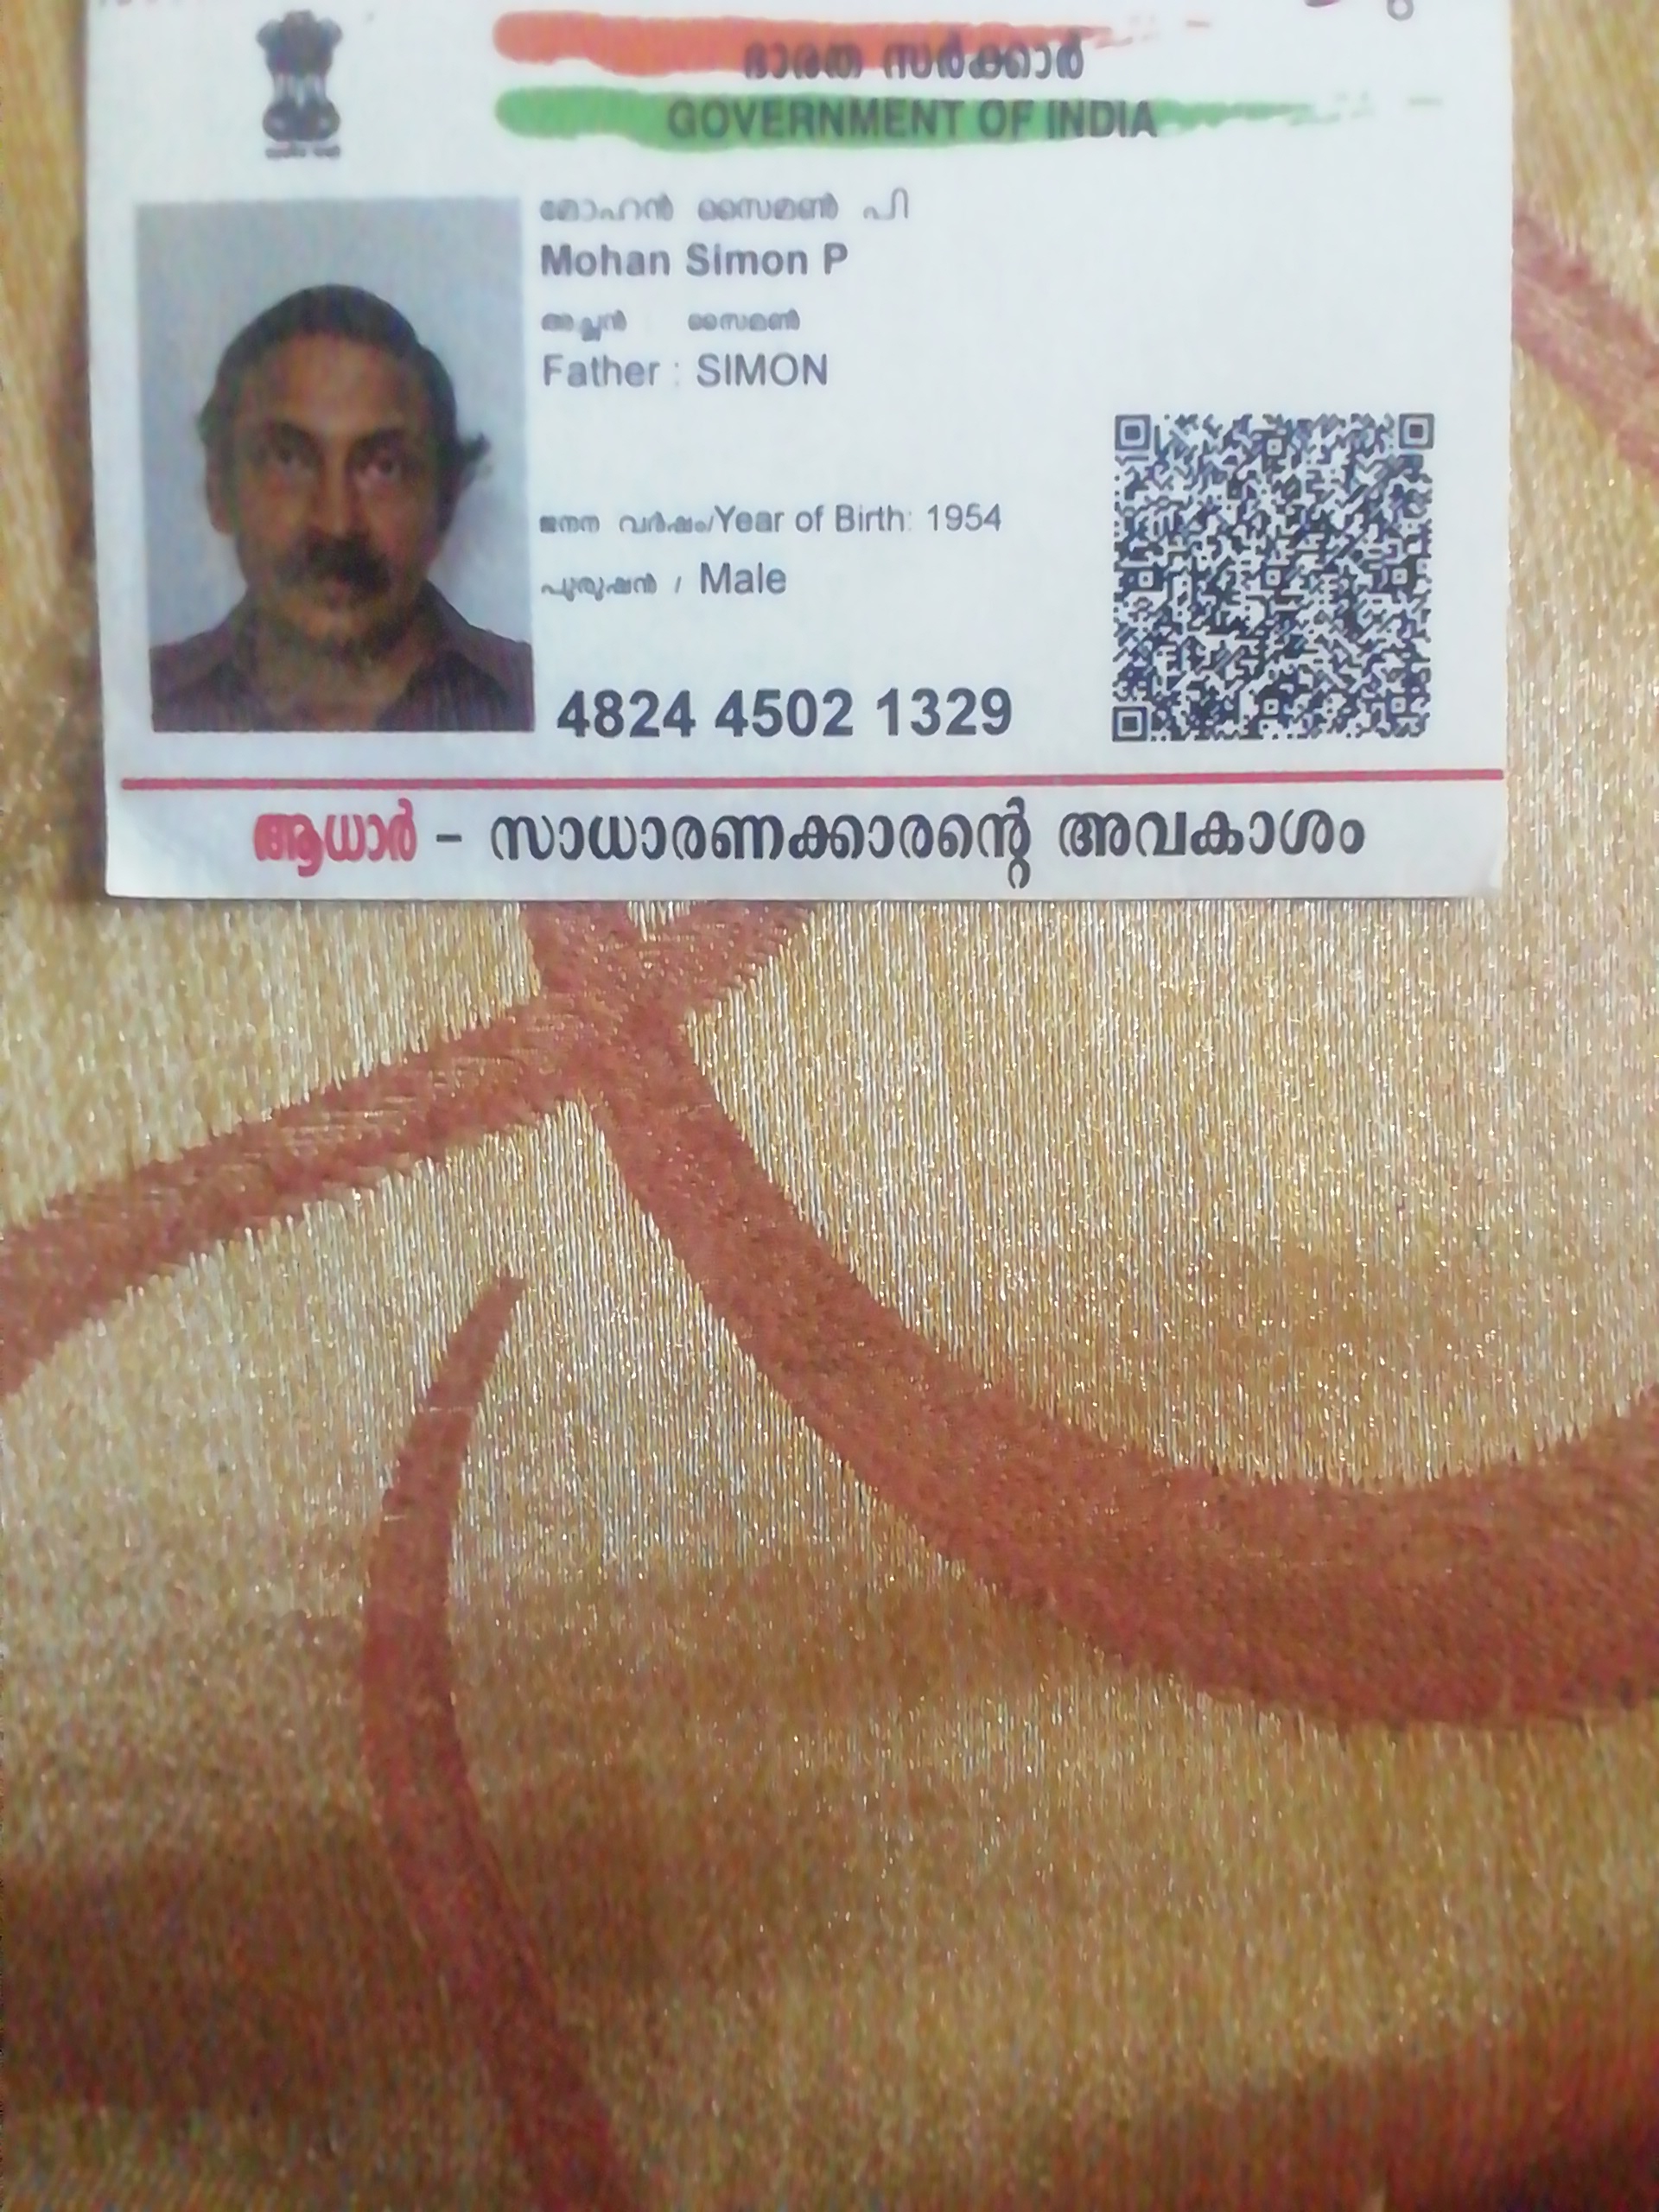 ഭാരത സർക്കാർ
GOVERNMENT OF INDIA
മോഹൻ സൈമൺ പി
Mohan Simon P
അച്ഛൻ സൈമൺ
Father : SIMON
ജനന വർഷം/Year of Birth: 1954
പുരുഷൻ / Male
4824 4502 1329
ആധാർ - സാധാരണക്കാരന്റെ അവകാശം